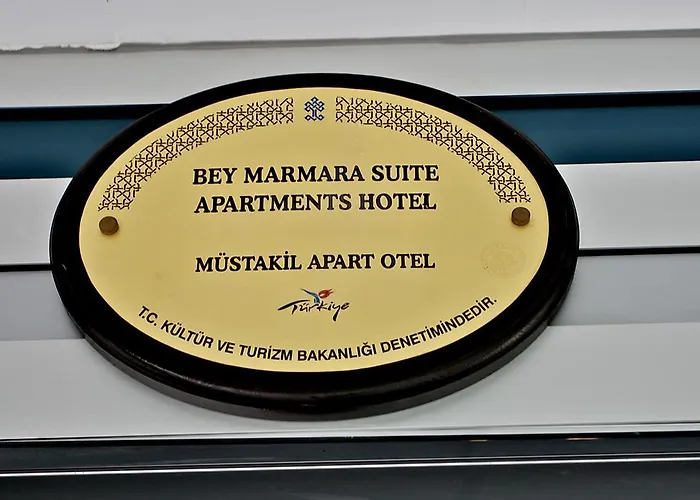 BEY MARMARA SUITE
APARTMENTS HOTEL
MÜSTAKİL APART OTEL
Türkiye
T.C. KÜLTÜR VE TURİZM BAKANLIĞI DENETİMİNDEDİR.